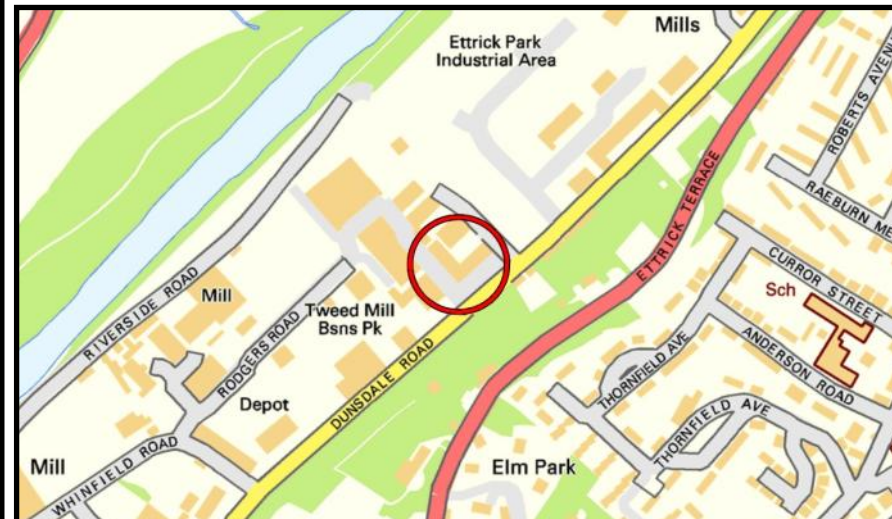 Mills
Ettrick Park
Industrial Area
ROBERTS AVENU
RAEBURN ME
ETTRICK TERRACE
CURROR STREET
Sch
ANDERSON ROAD
THORNFIELD AVE
THORNFIELD AVE
RIVERSIDE ROAD
Mill
RODGERS ROAD
Tweed Mill
Bsns Pk
DUNSDALE ROAD
Depot
WHINFIELD ROAD
Mill
Elm Park